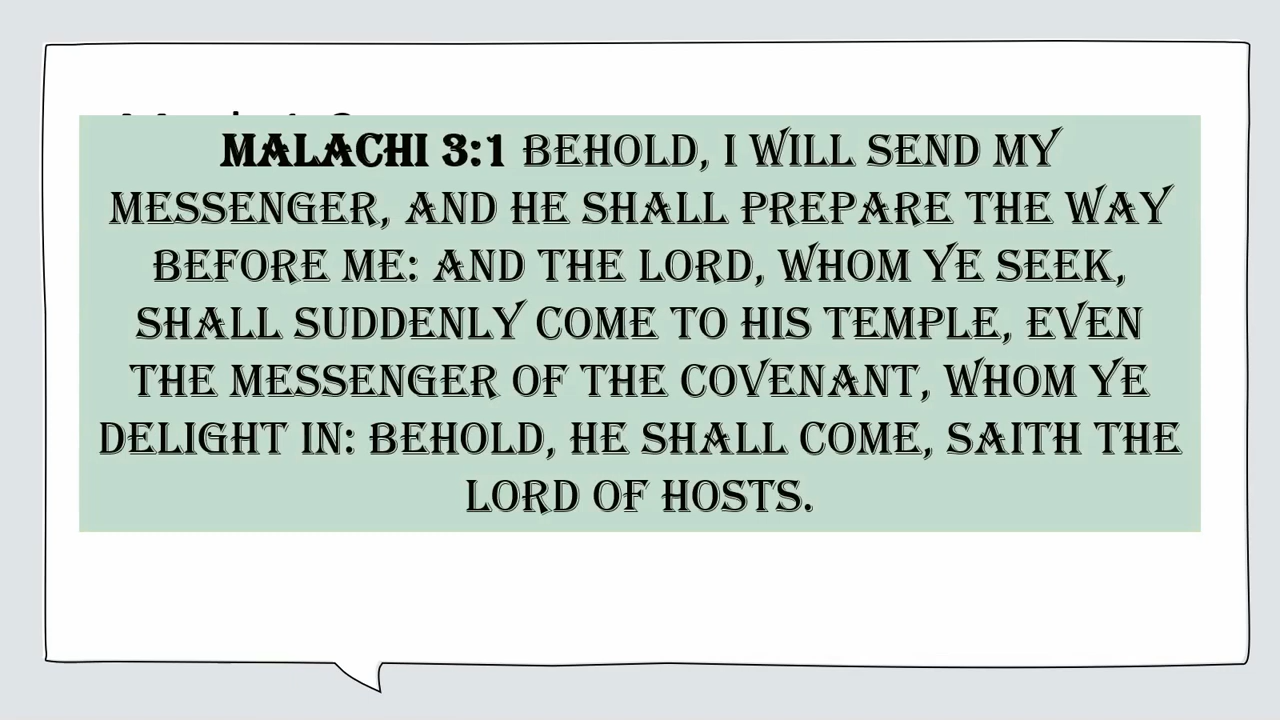 MALACHI 3:1 BEHOLD, I WILL SEND MY
MESSENGER, AND HE SHALL PREPARE THE WAY
BEFORE ME: AND THE LORD, WHOM YE SEEK,
SHALL SUDDENLY COME TO HIS TEMPLE, EVEN
THE MESSENGER OF THE COVENANT, WHOM YE
DELIGHT IN: BEHOLD, HE SHALL COME, SAITH THE
LORD OF HOSTS.